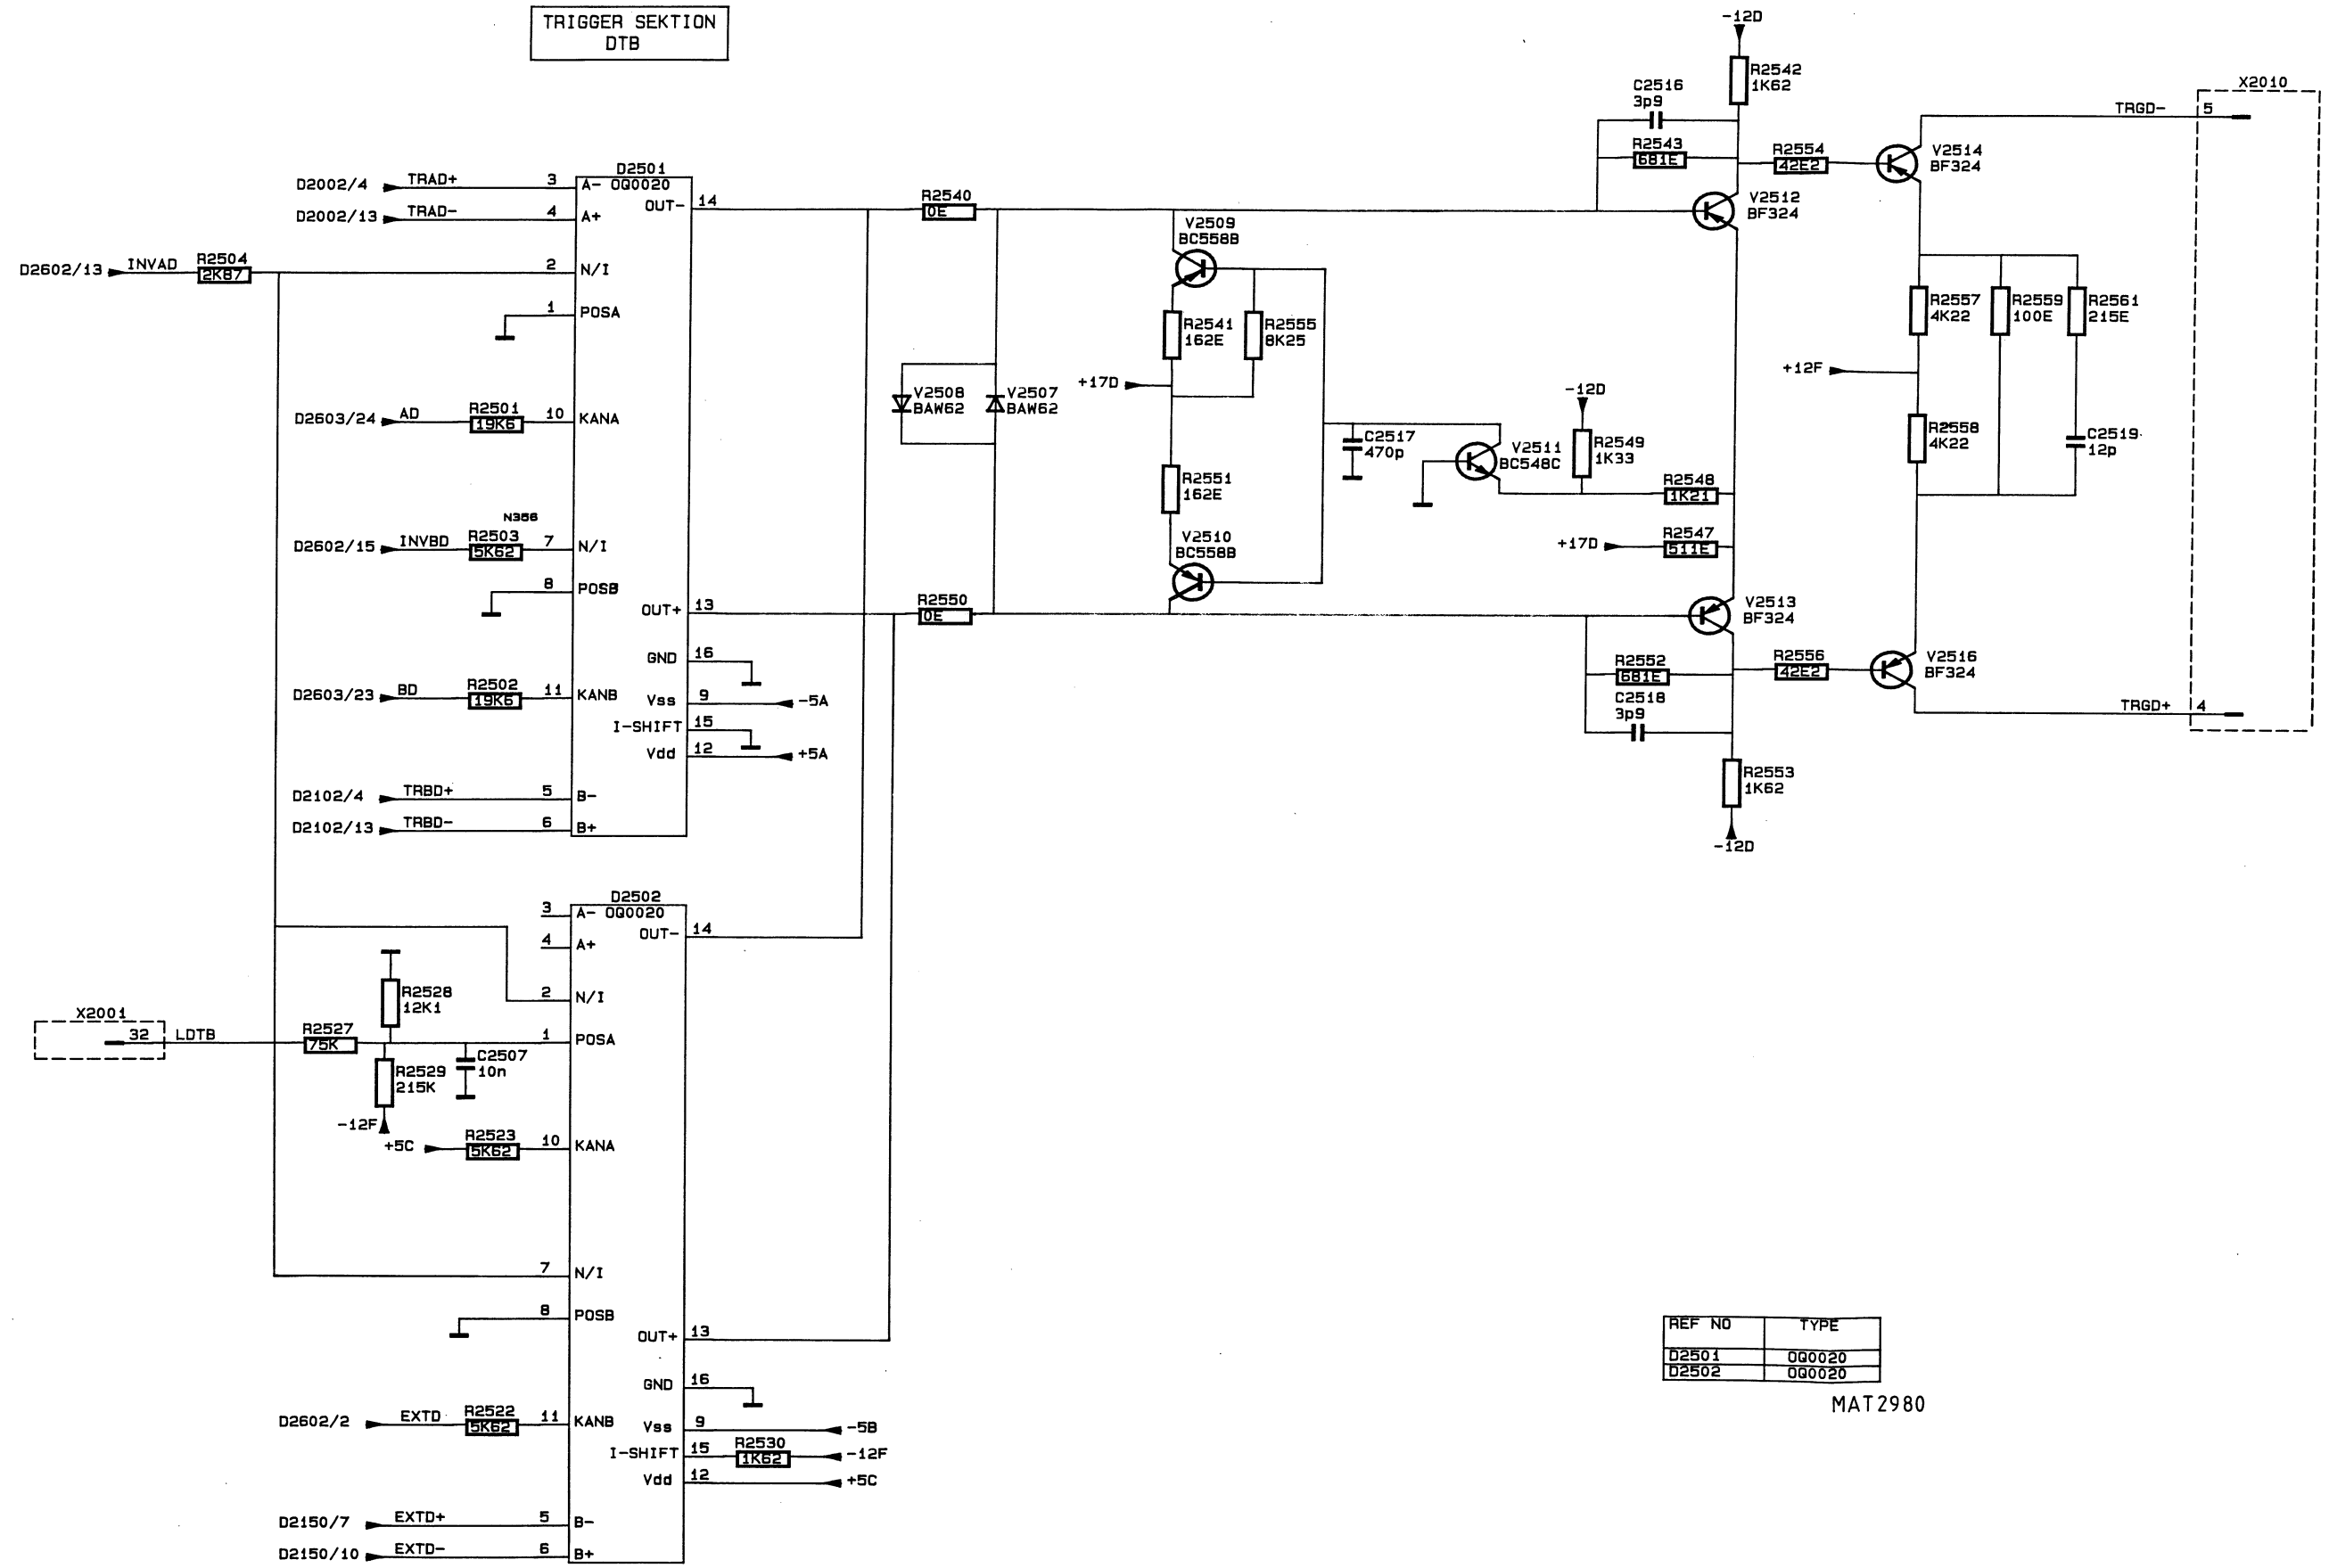 TRIGGER SEKTION
DTB
-12D
R2542
1K62
C2516
3p9
X2010
TRGD- 5
R2543
681E
R2554
42E2
V2514
BF324
D2501
OQ0020
D2002/4 TRAD+ 3 A-
D2002/13 TRAD- 4 A+
OUT- 14
R2540
0E
V2512
BF324
V2509
BC558B
D2602/13 INVAD R2504
2K87
2 N/I
1 POSA
R2541
162E
R2555
8K25
R2557
4K22
R2559
100E
R2561
215E
+17D
+12F
V2508
BAW62
V2507
BAW62
-12D
D2603/24 AD R2501
19K6
10 KANA
C2517
470p
V2511
BC548C
R2549
1K33
R2558
4K22
C2519
12p
R2551
162E
R2548
1K21
N356
D2602/15 INVBD R2503
5K62
7 N/I
V2510
BC558B
+17D
R2547
511E
8 POSB
OUT+ 13
R2550
0E
V2513
BF324
GND 16
R2552
681E
R2556
42E2
V2516
BF324
D2603/23 BD R2502
19K6
11 KANB
Vss 9 -5A
C2518
3p9
TRGD+ 4
I-SHIFT 15
Vdd 12 +5A
R2553
1K62
D2102/4 TRBD+ 5 B-
D2102/13 TRBD- 6 B+
-12D
D2502
OQ0020
3 A-
4 A+
OUT- 14
R2528
12K1
2 N/I
X2001
32 LDTB
R2527
75K
1 POSA
C2507
10n
R2529
215K
-12F
+5C
R2523
5K62
10 KANA
7 N/I
8 POSB
OUT+ 13
REF NO TYPE
D2501 OQ0020
D2502 OQ0020
GND 16
MAT2980
D2602/2 EXTD R2522
5K62
11 KANB
Vss 9 -5B
I-SHIFT 15 R2530
1K62
-12F
Vdd 12 +5C
D2150/7 EXTD+ 5 B-
D2150/10 EXTD- 6 B+